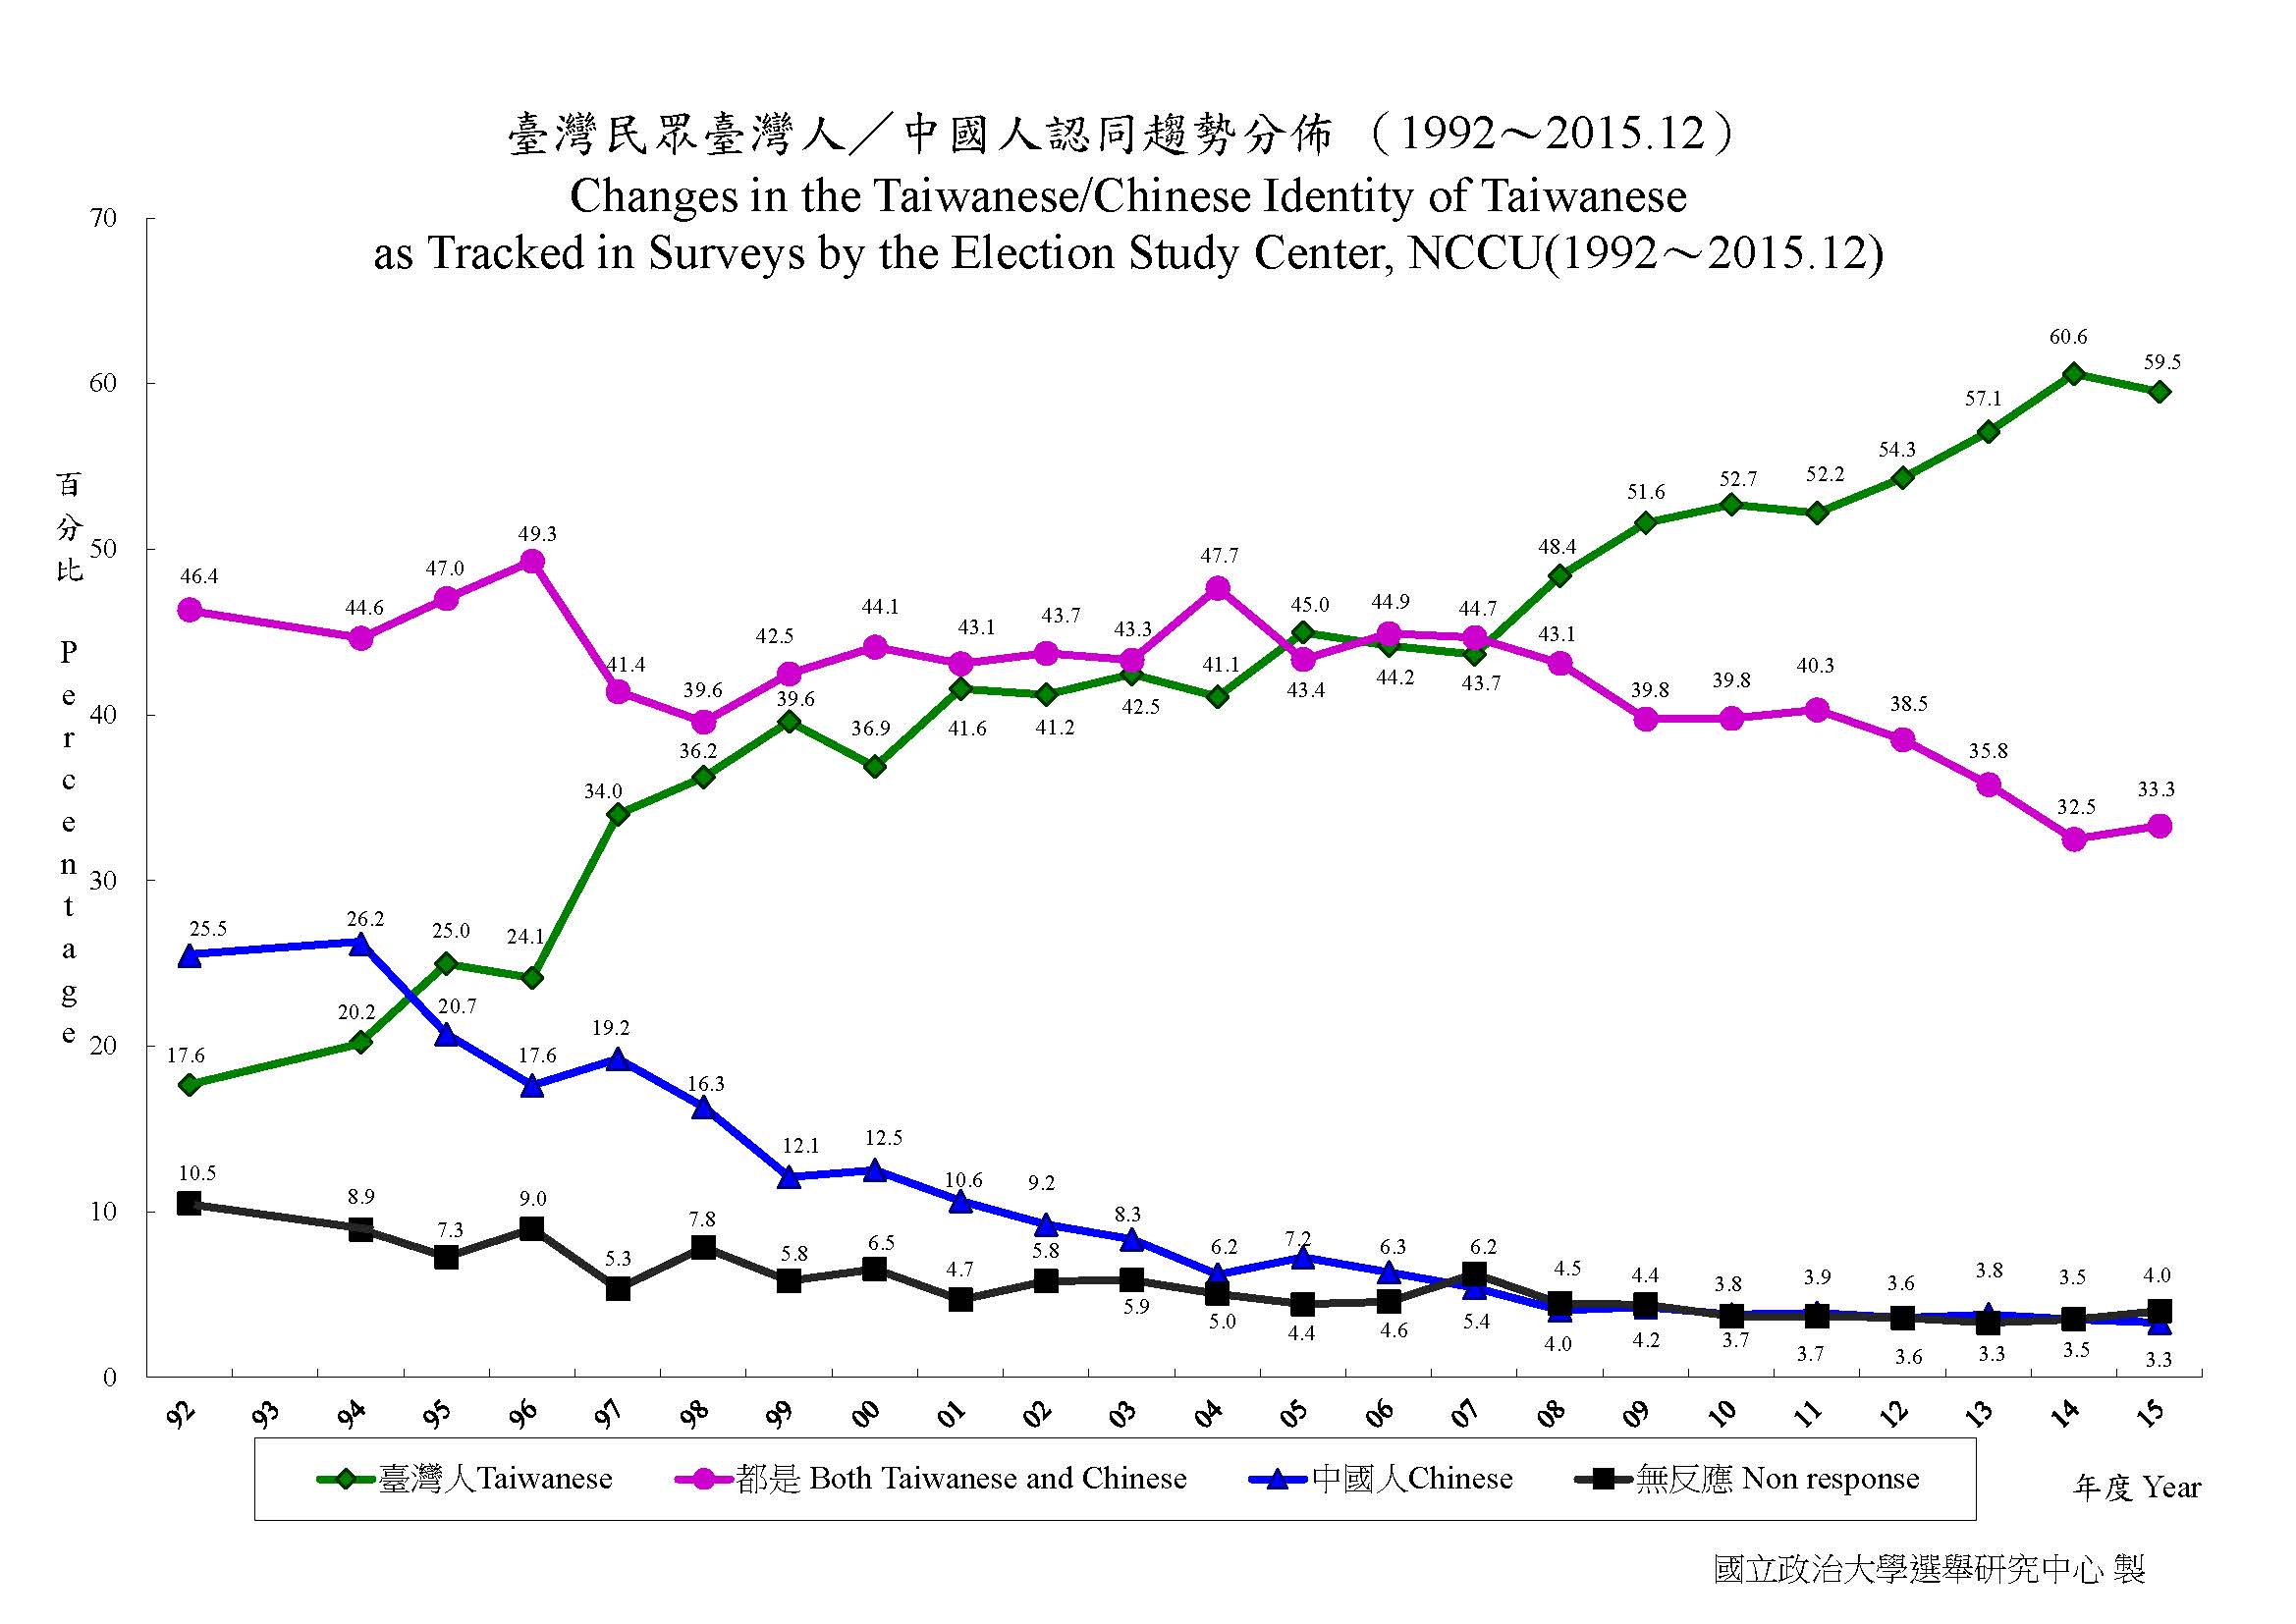 臺灣民眾臺灣人／中國人認同趨勢分佈 （1992～2015.12）
Changes in the Taiwanese/Chinese Identity of Taiwanese
as Tracked in Surveys by the Election Study Center, NCCU(1992～2015.12)
百分比 Percentage
70
60
50
40
30
20
10
0
17.6 20.2 25.0 24.1 34.0 36.2 39.6 36.9 41.6 41.2 42.5 41.1 45.0 44.2 43.7 48.4 51.6 52.7 52.2 54.3 57.1 60.6 59.5
46.4 44.6 47.0 49.3 41.4 39.6 42.5 44.1 43.1 43.7 43.3 47.7 43.4 44.9 44.7 43.1 39.8 39.8 40.3 38.5 35.8 32.5 33.3
25.5 26.2 20.7 17.6 19.2 16.3 12.1 12.5 10.6 9.2 8.3 6.2 7.2 6.3 5.4 4.0 4.2 3.8 3.9 3.6 3.8 3.5 3.3
10.5 8.9 7.3 9.0 5.3 7.8 5.8 6.5 4.7 5.8 5.9 5.0 4.4 4.6 6.2 4.5 4.4 3.7 3.7 3.6 3.3 3.5 4.0
92 93 94 95 96 97 98 99 00 01 02 03 04 05 06 07 08 09 10 11 12 13 14 15
臺灣人Taiwanese 都是 Both Taiwanese and Chinese 中國人Chinese 無反應 Non response
年度 Year
國立政治大學選舉研究中心 製